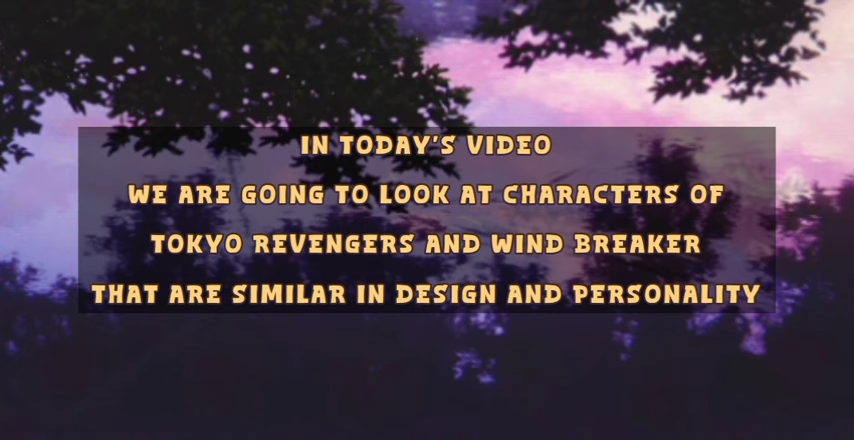 IN TODAY'S VIDEO
WE ARE GOING TO LOOK AT CHARACTERS OF
TOKYO REVENGERS AND WIND BREAKER
THAT ARE SIMILAR IN DESIGN AND PERSONALITY